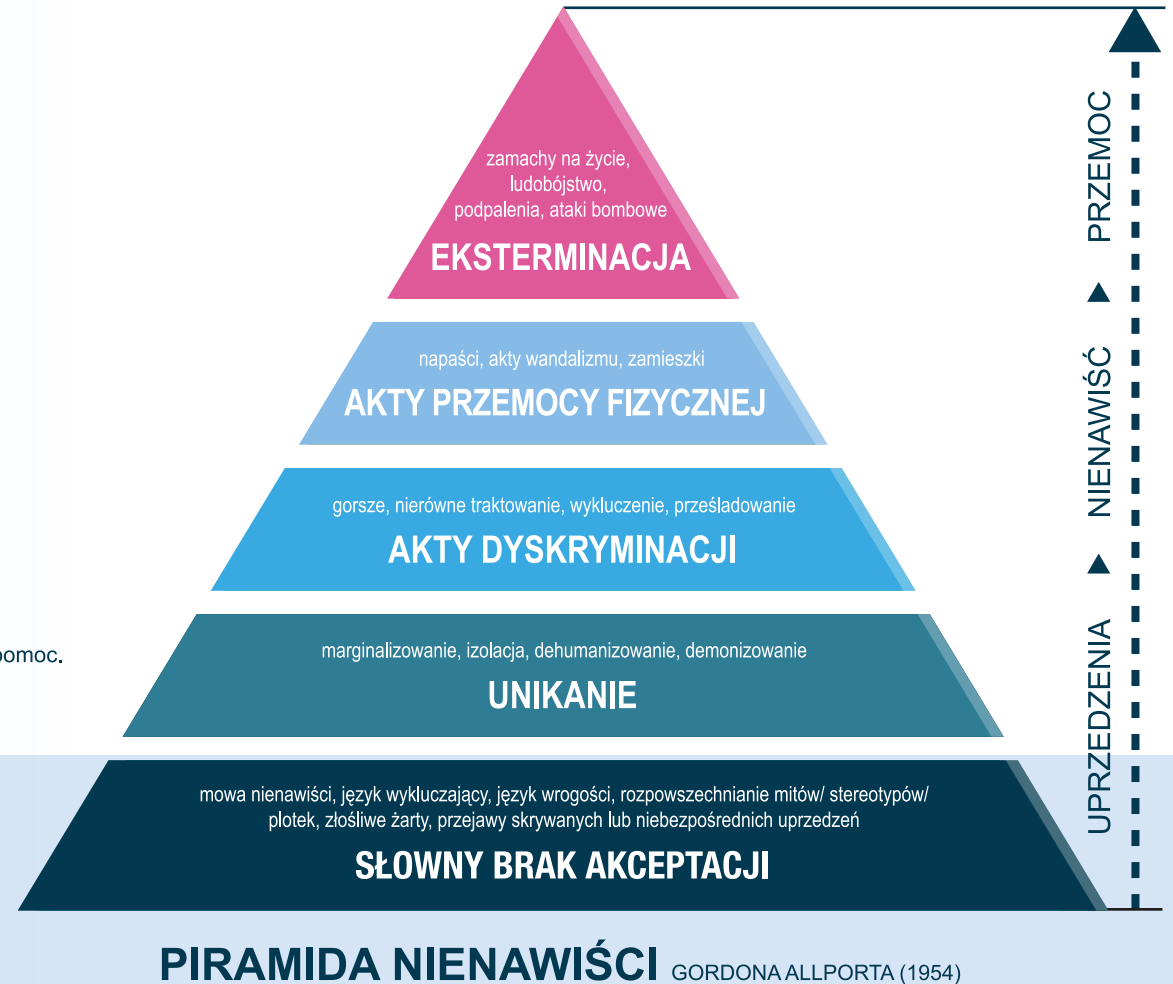 zamachy na życie,
ludobójstwo,
podpalenia, ataki bombowe
EKSTERMINACJA
napaści, akty wandalizmu, zamieszki
AKTY PRZEMOCY FIZYCZNEJ
gorsze, nierówne traktowanie, wykluczenie, prześladowanie
AKTY DYSKRYMINACJI
marginalizowanie, izolacja, dehumanizowanie, demonizowanie
UNIKANIE
mowa nienawiści, język wykluczający, język wrogości, rozpowszechnianie mitów/ stereotypów/
plotek, złośliwe żarty, przejawy skrywanych lub niebezpośrednich uprzedzeń
SŁOWNY BRAK AKCEPTACJI
UPRZEDZENIA ▶ NIENAWIŚĆ ▶ PRZEMOC
PIRAMIDA NIENAWIŚCI GORDONA ALLPORTA (1954)